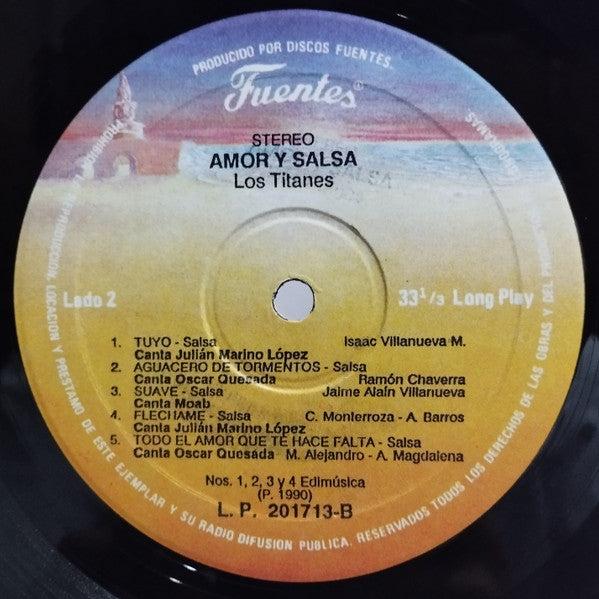 PRODUCIDO POR DISCOS FUENTES.
Fuentes®
STEREO
AMOR Y SALSA
Los Titanes
Lado 2
33 1/3 Long Play
1. TUYO - Salsa Isaac Villanueva M.
Canta Julián Marino López
2. AGUACERO DE TORMENTOS - Salsa
Canta Oscar Quesada Ramón Chaverra
3. SUAVE - Salsa Jaime Alaín Villanueva
Canta Moab
4. FLECHAME - Salsa C. Monterroza - A. Barros
Canta Julián Marino López
5. TODO EL AMOR QUE TE HACE FALTA - Salsa
Canta Oscar Quesada M. Alejandro - A. Magdalena
Nos. 1, 2, 3 y 4 Edimúsica
(P. 1990)
L.P. 201713-B
REPRODUCCION, LOCACION Y PRESTAMO DE ESTE EJEMPLAR Y SU RADIO DIFUSION PUBLICA. RESERVADOS TODOS LOS DERECHOS DE LAS OBRAS Y DEL